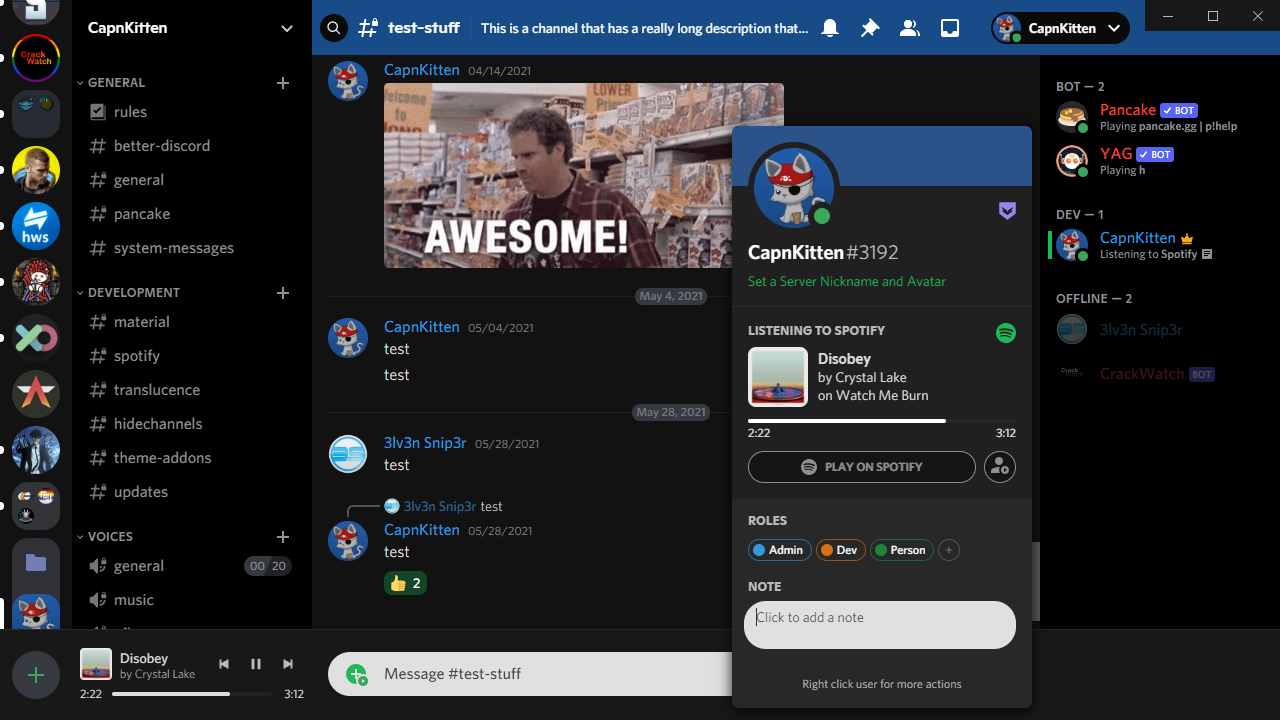 CapnKitten
test-stuff
This is a channel that has a really long description that...
CapnKitten
Crack
Watch
hws
GENERAL
rules
better-discord
general
pancake
system-messages
DEVELOPMENT
material
spotify
translucence
hidechannels
theme-addons
updates
VOICES
general
00 20
music
Disobey
by Crystal Lake
2:22
3:12
CapnKitten 04/14/2021
AWESOME!
May 4, 2021
CapnKitten 05/04/2021
test
test
May 28, 2021
3lv3n Snip3r 05/28/2021
test
3lv3n Snip3r test
CapnKitten 05/28/2021
test
2
Message #test-stuff
CapnKitten#3192
Set a Server Nickname and Avatar
LISTENING TO SPOTIFY
Disobey
by Crystal Lake
on Watch Me Burn
2:22
3:12
PLAY ON SPOTIFY
ROLES
Admin
Dev
Person
NOTE
Click to add a note
Right click user for more actions
BOT — 2
Pancake BOT
Playing pancake.gg | p!help
YAG BOT
Playing h
DEV — 1
CapnKitten
Listening to Spotify
OFFLINE — 2
3lv3n Snip3r
CrackWatch BOT